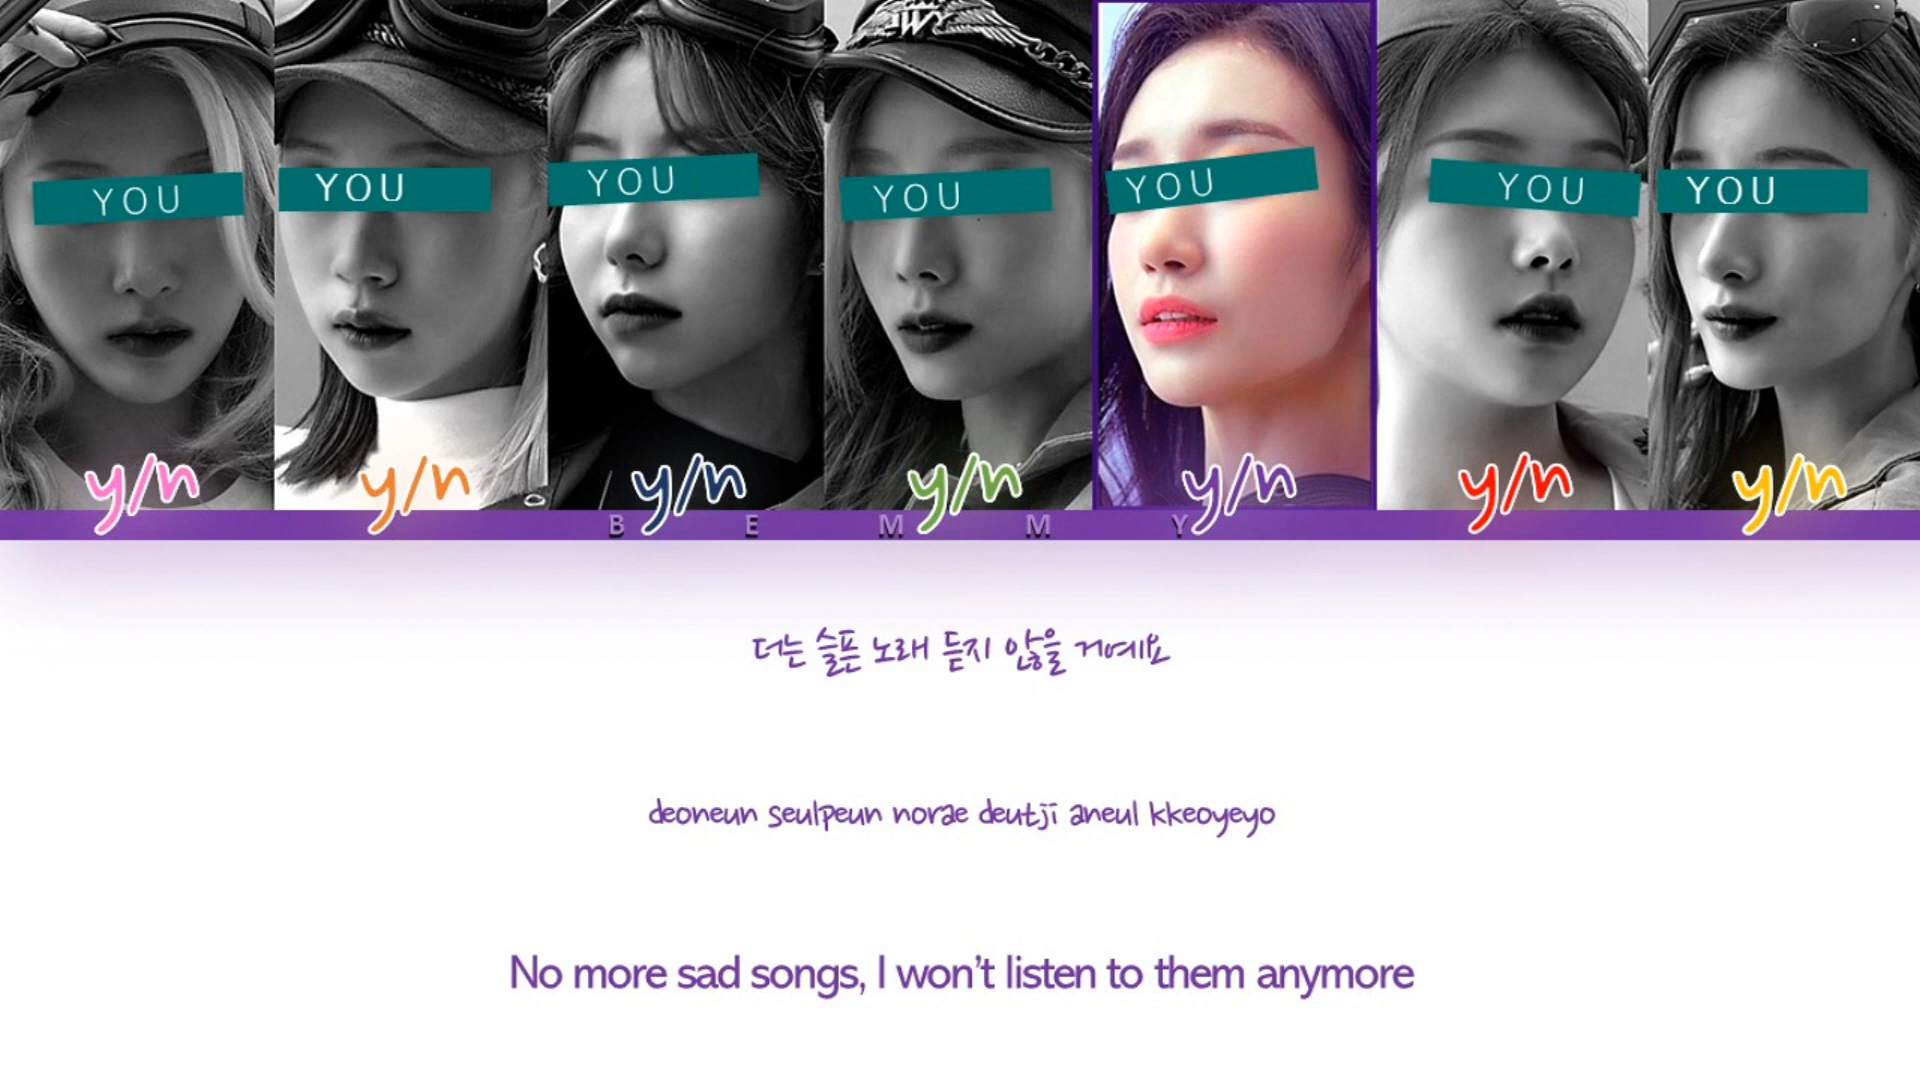 YOU YOU YOU YOU YOU YOU YOU
y/n y/n y/n y/n y/n y/n y/n
BEMMY
더는 슬픈 노래 듣지 않을 거예요
deoneun seulpeun norae deutji aneul kkeoyeyo
No more sad songs, I won't listen to them anymore